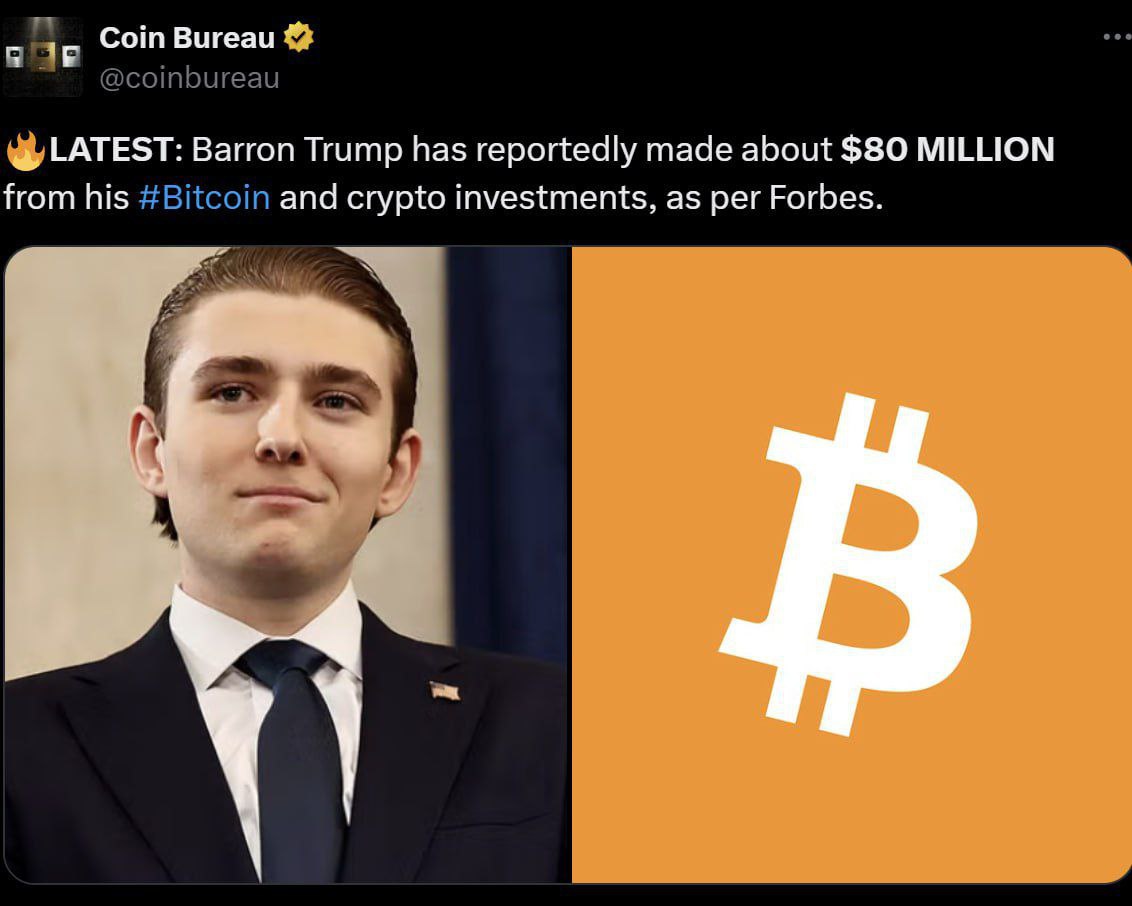 Coin Bureau
@coinbureau
🔥LATEST: Barron Trump has reportedly made about $80 MILLION
from his #Bitcoin and crypto investments, as per Forbes.